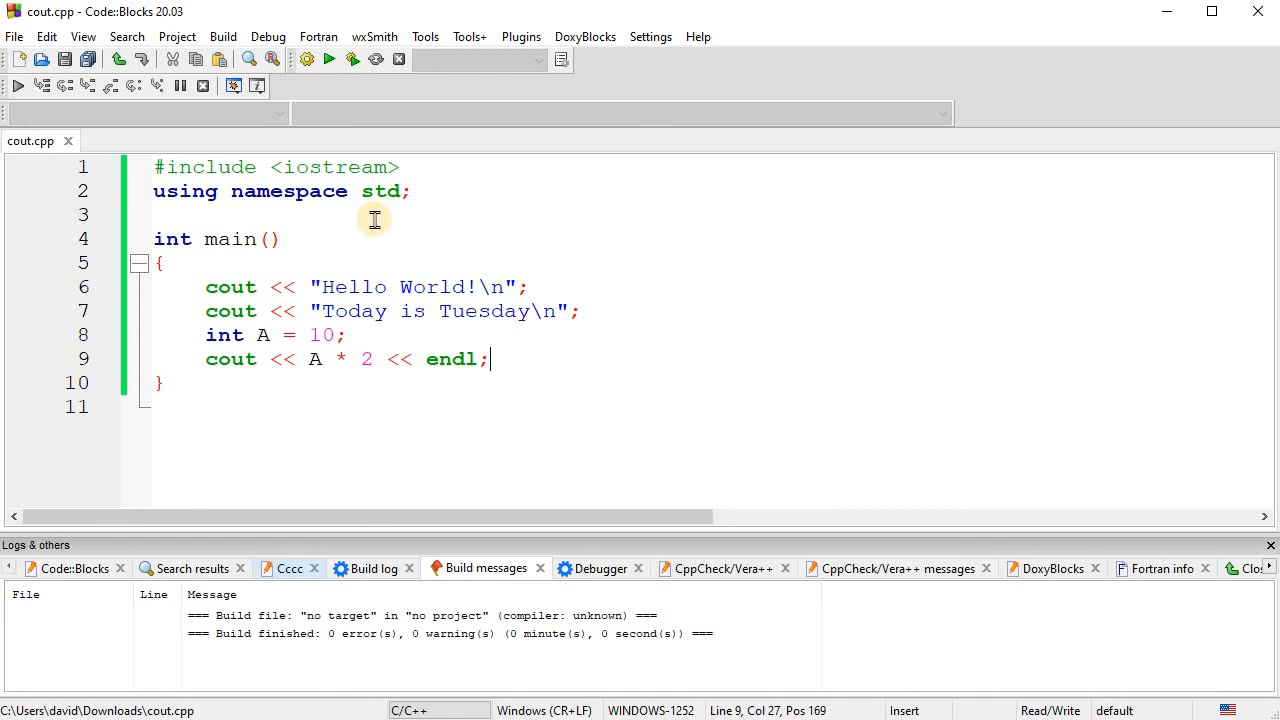 cout.cpp - Code::Blocks 20.03
File Edit View Search Project Build Debug Fortran wxSmith Tools Tools+ Plugins DoxyBlocks Settings Help
cout.cpp
1 #include <iostream>
2 using namespace std;
3
4 int main()
5 {
6 cout << "Hello World!\n";
7 cout << "Today is Tuesday\n";
8 int A = 10;
9 cout << A * 2 << endl;
10 }
11
Logs & others
Code::Blocks Search results Cccc Build log Build messages Debugger CppCheck/Vera++ CppCheck/Vera++ messages DoxyBlocks Fortran info Clo
File Line Message
=== Build file: "no target" in "no project" (compiler: unknown) ===
=== Build finished: 0 error(s), 0 warning(s) (0 minute(s), 0 second(s)) ===
C:\Users\david\Downloads\cout.cpp C/C++ Windows (CR+LF) WINDOWS-1252 Line 9, Col 27, Pos 169 Insert Read/Write default